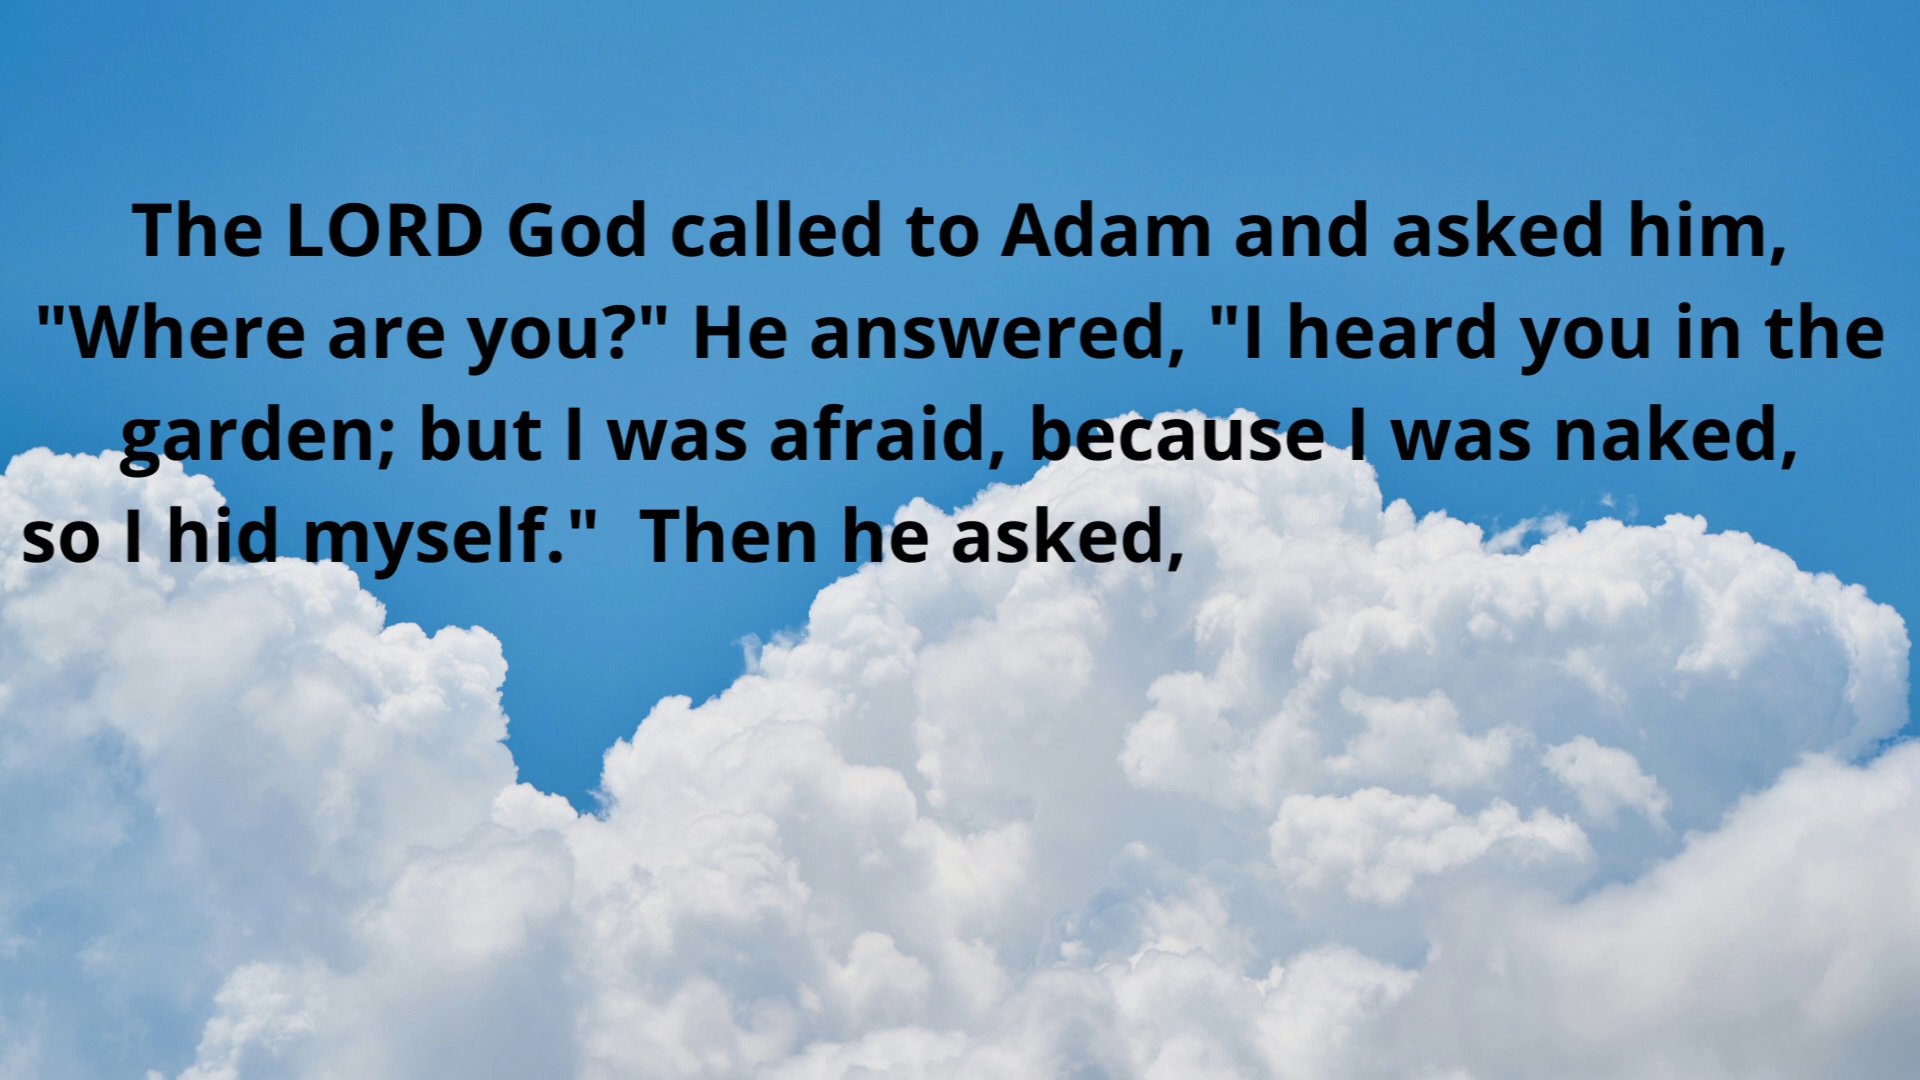 The LORD God called to Adam and asked him,
"Where are you?" He answered, "I heard you in the
garden; but I was afraid, because I was naked,
so I hid myself."  Then he asked,